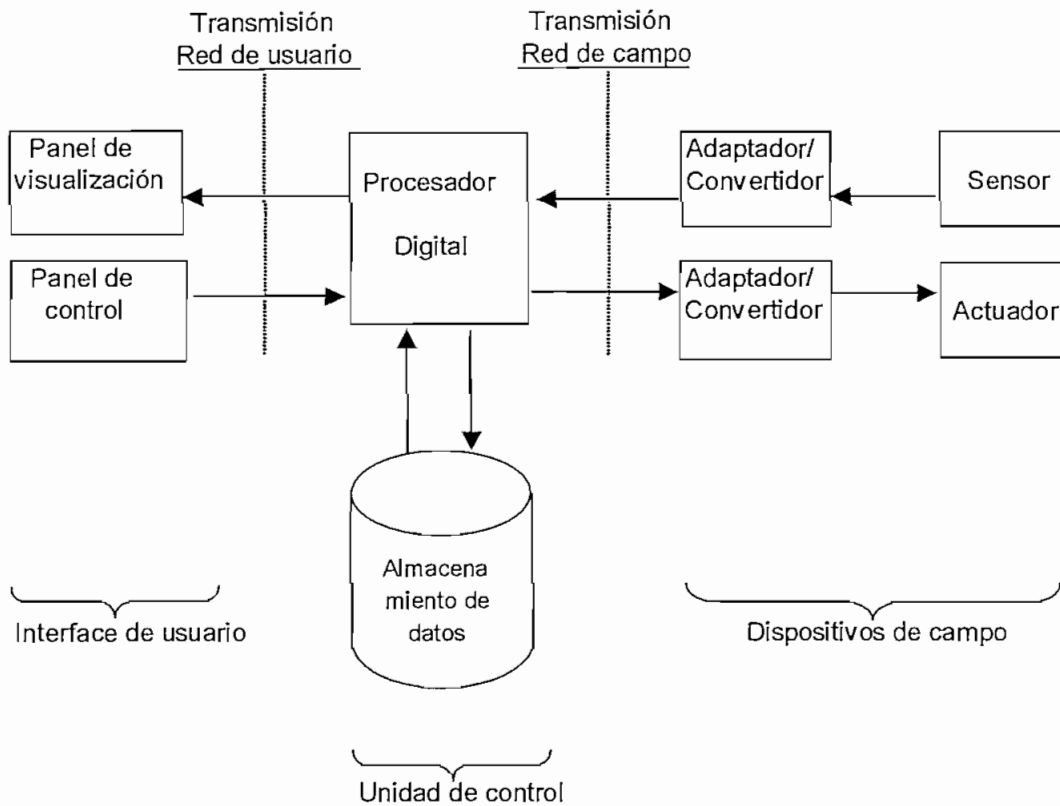 Transmisión
Red de usuario
Transmisión
Red de campo
Panel de
visualización
Procesador
Digital
Adaptador/
Convertidor
Sensor
Panel de
control
Adaptador/
Convertidor
Actuador
Almacena
miento de
datos
Interface de usuario
Dispositivos de campo
Unidad de control